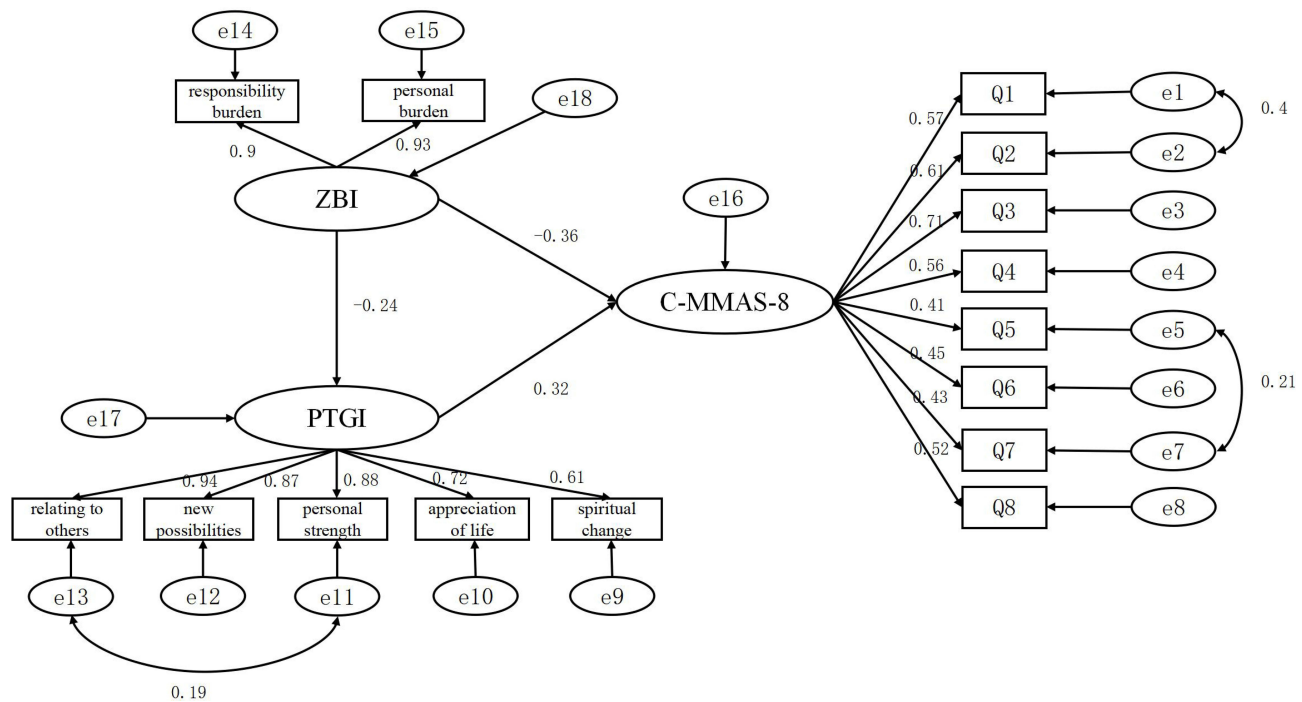 e14
e15
responsibility
burden
personal
burden
e18
0.9
0.93
ZBI
e16
-0.36
-0.24
C-MMAS-8
0.32
e17
PTGI
0.94
0.87
0.88
0.72
0.61
relating to
others
new
possibilities
personal
strength
appreciation
of life
spiritual
change
e13
e12
e11
e10
e9
0.19
0.57
Q1
e1
0.4
0.61
Q2
e2
0.71
Q3
e3
0.56
Q4
e4
0.41
Q5
e5
0.45
Q6
e6
0.21
0.43
Q7
e7
0.52
Q8
e8